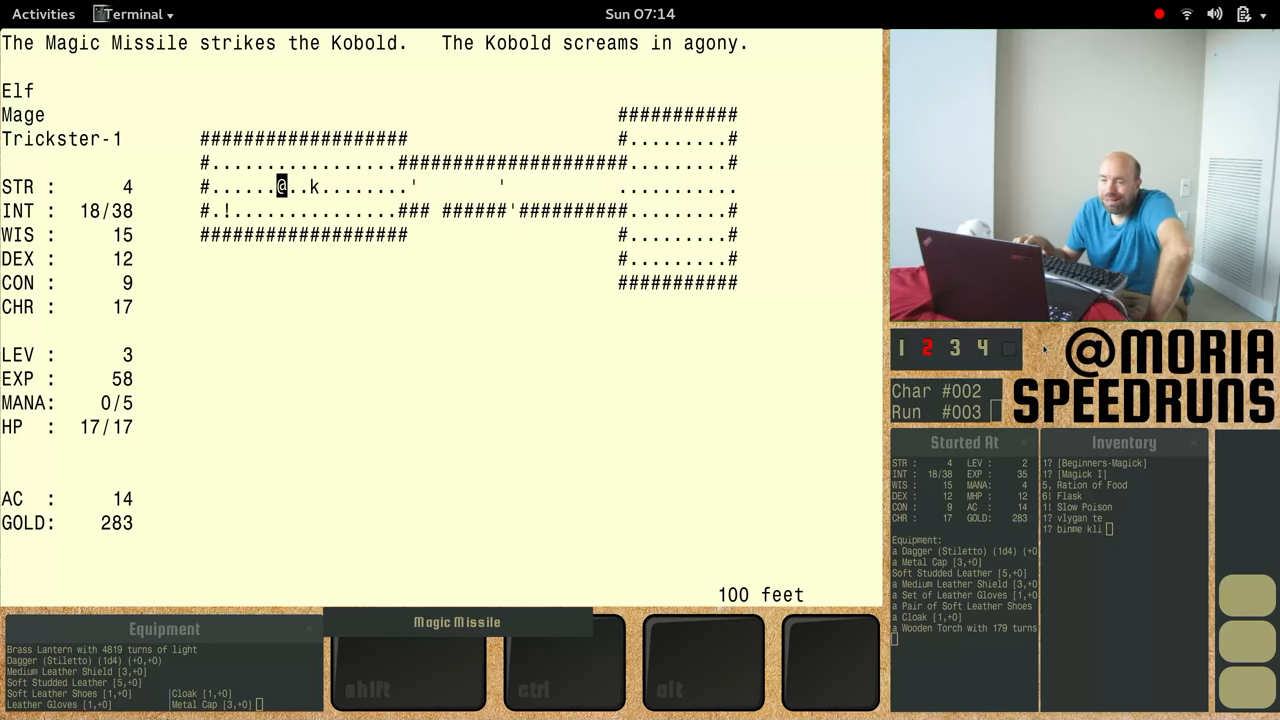 Activities Terminal Sun 07:14
The Magic Missile strikes the Kobold. The Kobold screams in agony.
Elf
Mage ###########
Trickster-1 ################### #.........#
#................#####################.........#
STR : 4 #......@..k........' ' ...........
INT : 18/38 #.!..............### ######'##########.........#
WIS : 15 ################### #.........#
DEX : 12 #.........#
CON : 9 ###########
CHR : 17
LEV : 3
EXP : 58
MANA: 0/5
HP : 17/17
AC : 14
GOLD: 283
100 feet
1 2 3 4
@MORIA
SPEEDRUNS
Char #002
Run #003
Started At
STR : 4 LEV : 2
INT : 18/38 EXP : 35
WIS : 15 MANA: 4
DEX : 12 MHP : 12
CON : 9 AC : 14
CHR : 17 GOLD: 283
Equipment:
a Dagger (Stiletto) (1d4) (+0
a Metal Cap [3,+0]
Soft Studded Leather [5,+0]
a Medium Leather Shield [3,+0
a Set of Leather Gloves [1,+0
a Pair of Soft Leather Shoes
a Cloak [1,+0]
a Wooden Torch with 179 turns
Inventory
1? [Beginners-Magick]
1? [Magick I]
5, Ration of Food
6! Flask
1! Slow Poison
1? vlygan te
1? binme kli
Equipment
Brass Lantern with 4819 turns of light
Dagger (Stiletto) (1d4) (+0,+0)
Medium Leather Shield [3,+0]
Soft Studded Leather [5,+0]
Soft Leather Shoes [1,+0] |Cloak [1,+0]
Leather Gloves [1,+0] |Metal Cap [3,+0]
Magic Missile
shift ctrl alt